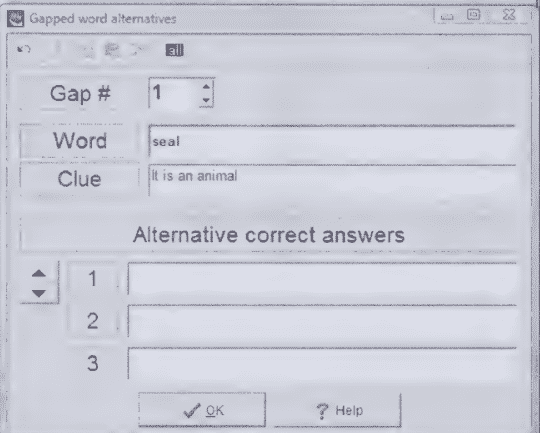 Gapped word alternatives
all
Gap # 1
Word seal
Clue It is an animal
Alternative correct answers
1
2
3
OK ? Help